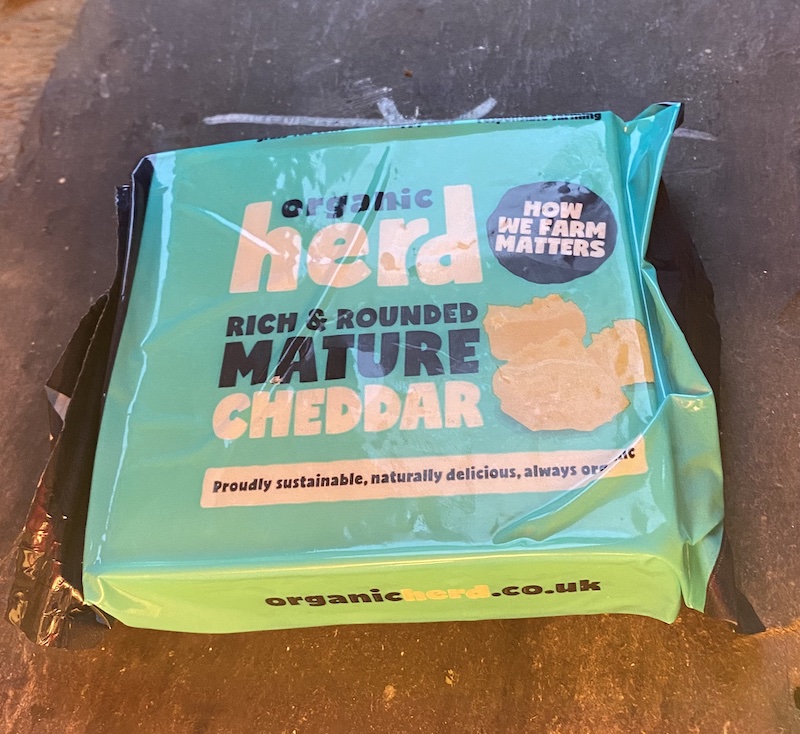 farming
organic
herd
HOW
WE FARM
MATTERS
RICH & ROUNDED
MATURE
CHEDDAR
Proudly sustainable, naturally delicious, always organic
organicherd.co.uk